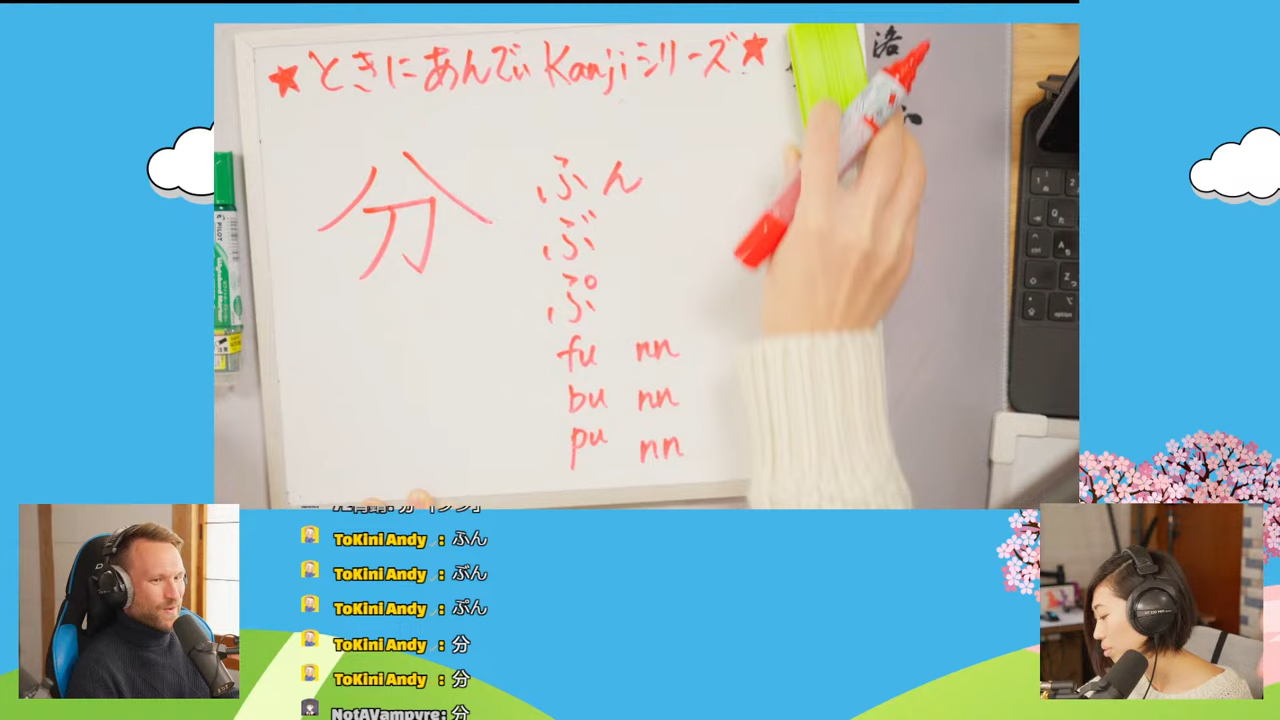 ★ときにあんでぃKanjiシリーズ★
分
ふん
ぶ
ぷ
fu nn
bu nn
pu nn
PILOT
ToKini Andy : ふん
ToKini Andy : ぶん
ToKini Andy : ぷん
ToKini Andy : 分
ToKini Andy : 分
NotAVampyre: 分